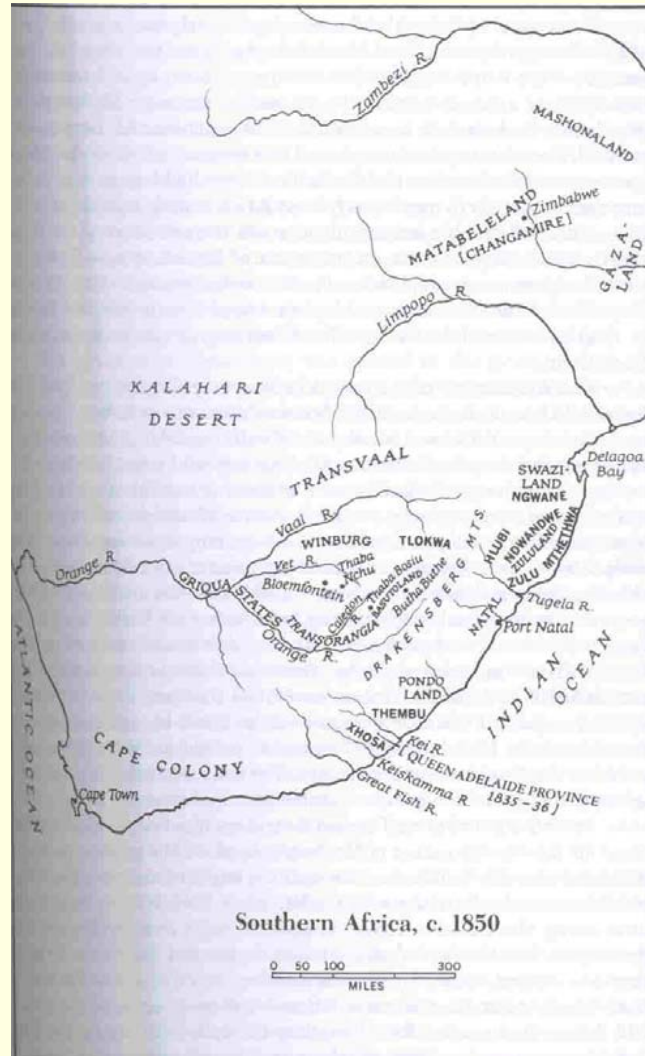 Zambezi R.
MASHONALAND
Zimbabwe
MATABELELAND
[CHANGAMIRE]
GAZA
LAND
Limpopo R.
KALAHARI
DESERT
TRANSVAAL
Delagoa
Bay
SWAZI-
LAND
NGWANE
HLUBI
NDWANDWE
ZULULAND
MTHETHWA
ZULU
Vaal R.
WINBURG
TLOKWA
Vet R.
Thaba
Nchu
Bloemfontein
Thaba Bosiu
Butha Buthe
Caledon
R.
BASUTOLAND
Orange R.
GRIQUA
STATES
TRANSORANGIA
Orange R.
DRAKENSBERG MTS.
NATAL
Tugela R.
Port Natal
PONDO
LAND
THEMBU
XHOSA
Kei R.
[QUEEN ADELAIDE PROVINCE
1835-36]
Keiskamma R.
Great Fish R.
CAPE COLONY
Cape Town
ATLANTIC OCEAN
INDIAN OCEAN
Southern Africa, c. 1850
0 50 100 300
MILES